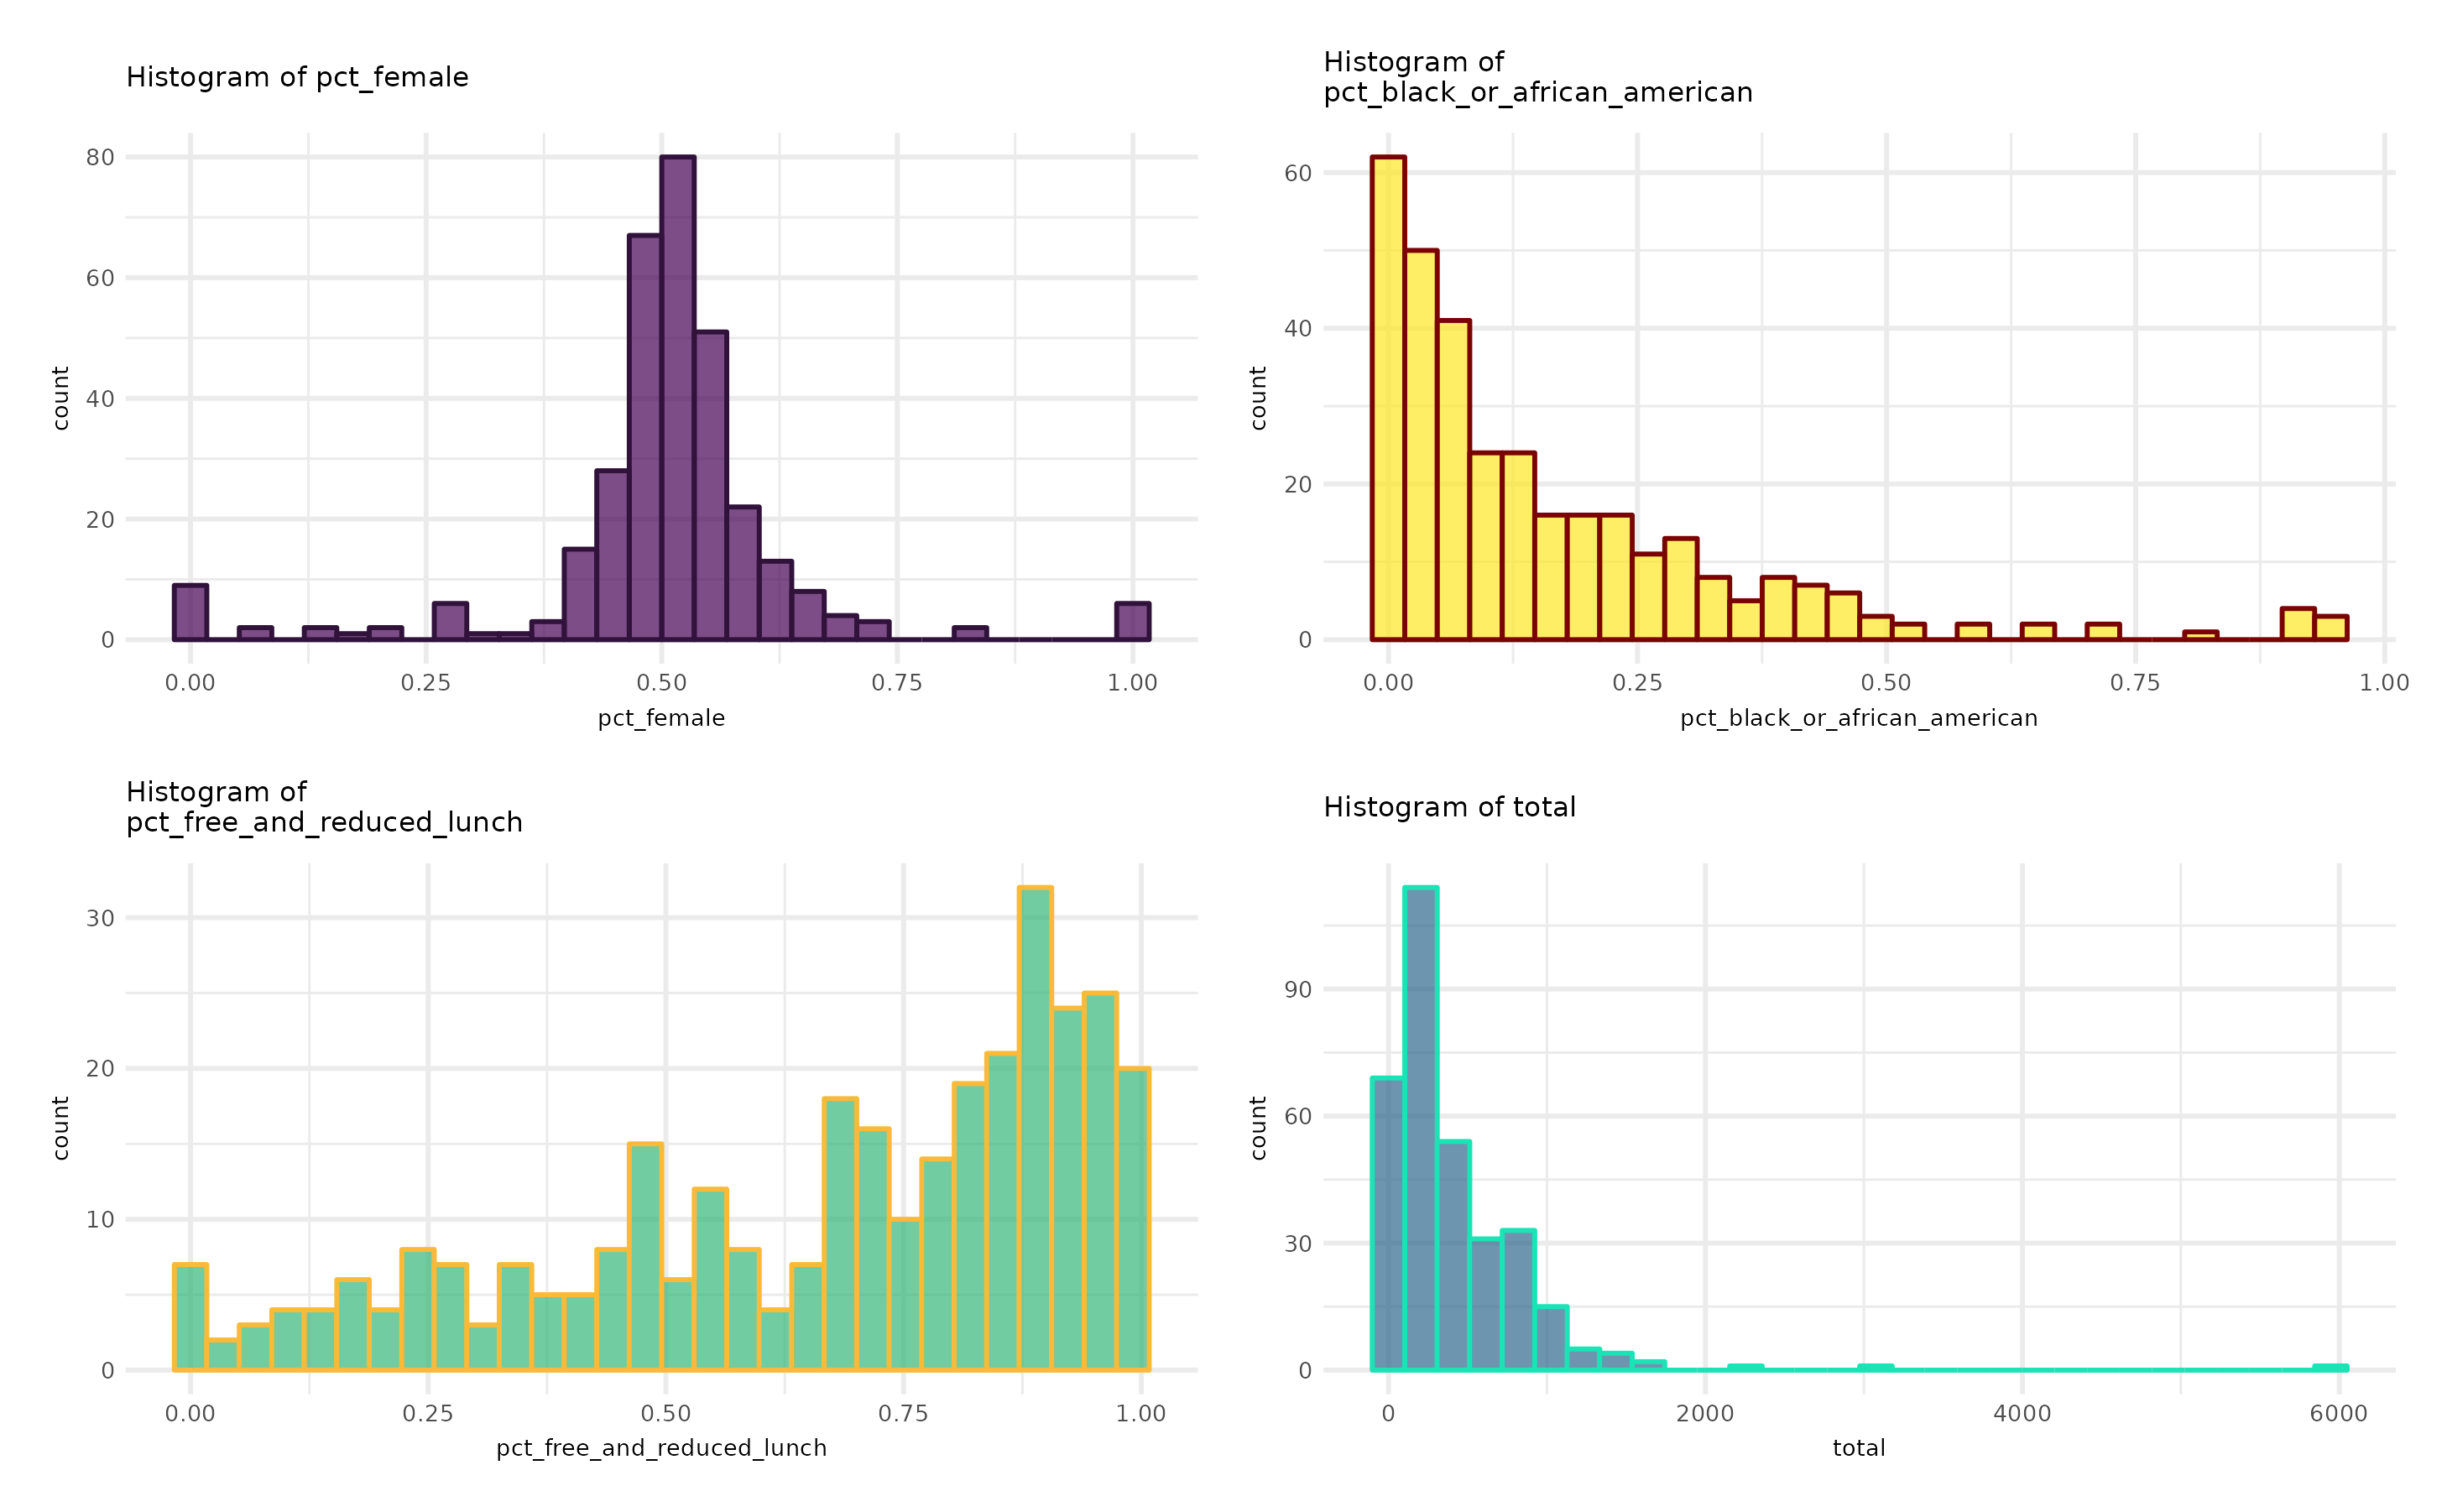 Histogram of pct_female
80
60
40
20
0
count
0.00 0.25 0.50 0.75 1.00
pct_female
Histogram of
pct_black_or_african_american
60
40
20
0
count
0.00 0.25 0.50 0.75 1.00
pct_black_or_african_american
Histogram of
pct_free_and_reduced_lunch
30
20
10
0
count
0.00 0.25 0.50 0.75 1.00
pct_free_and_reduced_lunch
Histogram of total
90
60
30
0
count
0 2000 4000 6000
total